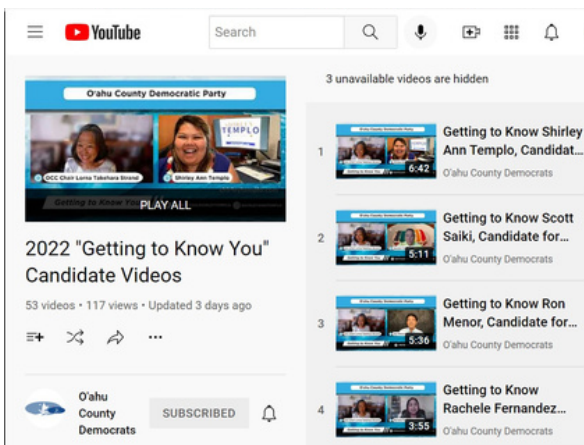 YouTube
Search
3 unavailable videos are hidden
O'ahu County Democratic Party
TEMPLO
OCC Chair Lorna Takehara Strand
Shirley Ann Templo
Getting to Know You
PLAY ALL
2022 "Getting to Know You"
Candidate Videos
53 videos • 117 views • Updated 3 days ago
O'ahu
County
Democrats
SUBSCRIBED
1
6:42
Getting to Know Shirley
Ann Templo, Candidat...
O'ahu County Democrats
2
5:11
Getting to Know Scott
Saiki, Candidate for...
O'ahu County Democrats
3
5:36
Getting to Know Ron
Menor, Candidate for...
O'ahu County Democrats
4
3:55
Getting to Know
Rachele Fernandez...
O'ahu County Democrats